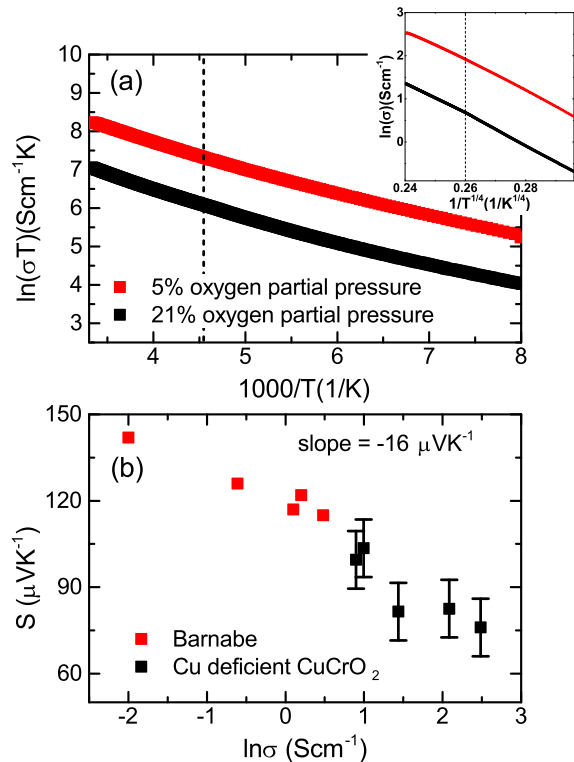 (a)
ln(σT)(Scm⁻¹K)
10
9
8
7
6
5
4
3
5% oxygen partial pressure
21% oxygen partial pressure
4 5 6 7 8
1000/T(1/K)
ln(σ)(Scm⁻¹)
3
2
1
0
0.24 0.26 0.28
1/T^1/4(1/K^1/4)
(b)
slope = -16 μVK⁻¹
S (μVK⁻¹)
150
120
90
60
Barnabe
Cu deficient CuCrO₂
-2 -1 0 1 2 3
lnσ (Scm⁻¹)